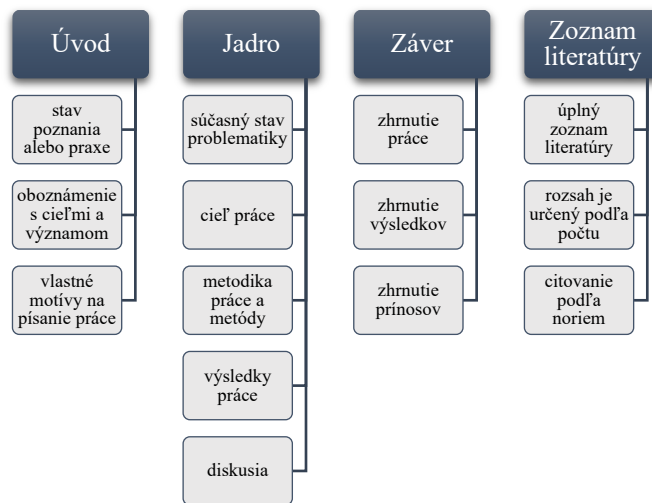 Úvod
stav
poznania
alebo praxe
oboznámenie
s cieľmi a
významom
vlastné
motívy na
písanie práce
Jadro
súčasný stav
problematiky
cieľ práce
metodika
práce a
metódy
výsledky
práce
diskusia
Záver
zhrnutie
práce
zhrnutie
výsledkov
zhrnutie
prínosov
Zoznam
literatúry
úplný
zoznam
literatúry
rozsah je
určený podľa
počtu
citovanie
podľa
noriem